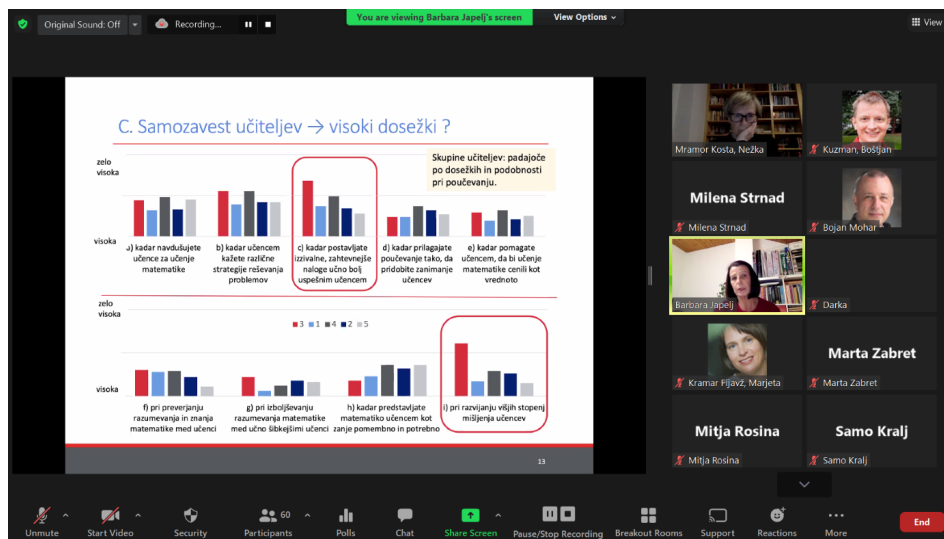 Original Sound: Off
Recording...
You are viewing Barbara Japelj's screen
View Options
View
C. Samozavest učiteljev → visoki dosežki ?
zelo
visoka
Skupine učiteljev: padajoče
po dosežkih in podobnosti
pri poučevanju.
visoka
a) kadar navdušujete
učence za učenje
matematike
b) kadar učencem
kažete različne
strategije reševanja
problemov
c) kadar postavljate
izzivalne, zahtevnejše
naloge učno bolj
uspešnim učencem
d) kadar prilagajate
poučevanje tako, da
pridobite zanimanje
učencev
e) kadar pomagate
učencem, da bi učenje
matematike cenili kot
vrednoto
zelo
visoka
3 1 4 2 5
visoka
f) pri preverjanju
razumevanja in znanja
matematike med učenci
g) pri izboljševanju
razumevanja matematike
med učno šibkejšimi učenci
h) kadar predstavljate
matematiko učencem kot
zanje pomembno in potrebno
i) pri razvijanju višjih stopenj
mišljenja učencev
13
Mramor Kosta, Nežka
Kuzman, Boštjan
Milena Strnad
Milena Strnad
Bojan Mohar
Barbara Japelj
Darka
Kramar Fijavž, Marjeta
Marta Zabret
Marta Zabret
Mitja Rosina
Mitja Rosina
Samo Kralj
Samo Kralj
Unmute
Start Video
Security
60
Participants
Polls
Chat
Share Screen
Pause/Stop Recording
Breakout Rooms
Support
Reactions
More
End